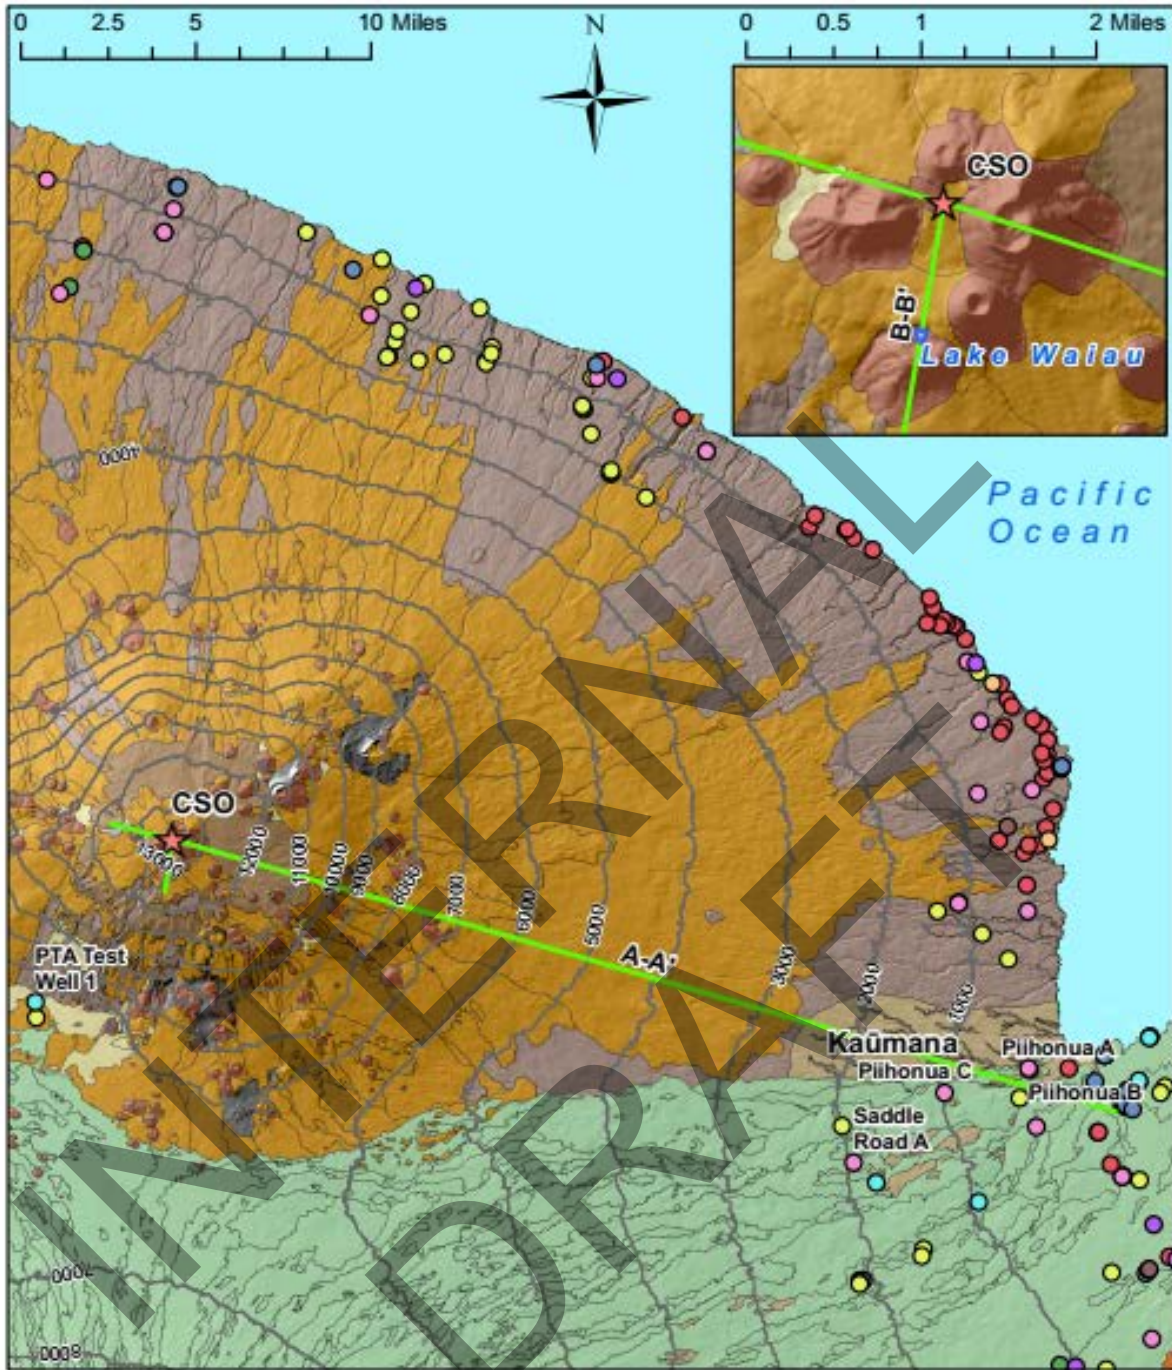 0 2.5 5 10 Miles
N
0 0.5 1 2 Miles
CSO
B-B'
Lake Waiau
4000
Pacific
Ocean
CSO
13000
12000
11000
10000
9000
8000
7000
6000
5000
A-A'
3000
2000
1000
PTA Test
Well 1
Kaūmana
Piihonua A
Piihonua C
Piihonua B
Saddle
Road A
7000
8000
INTERNAL
DRAFT